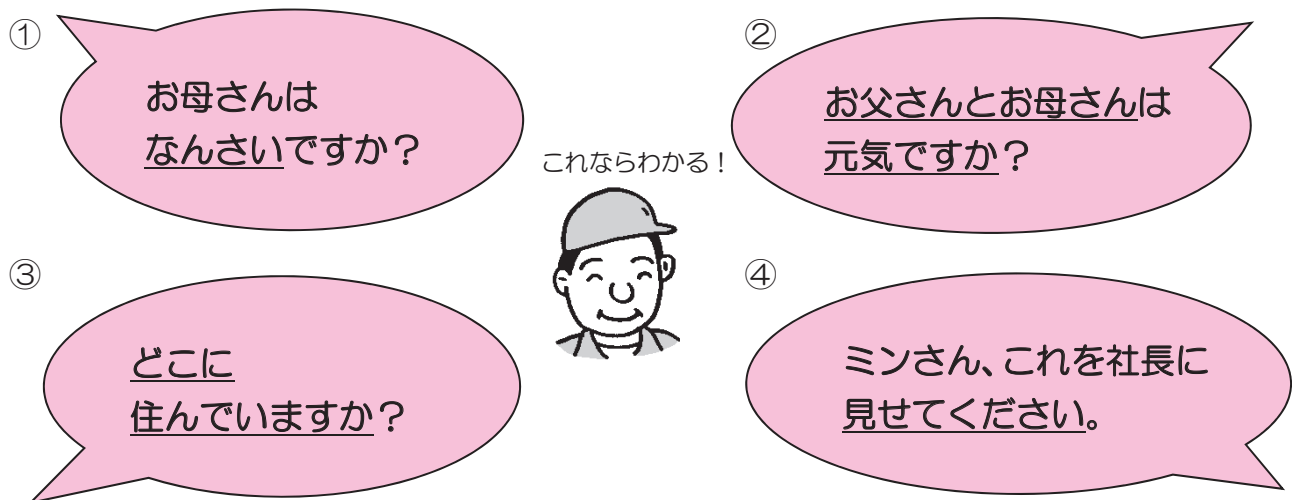 ①
お母さんは
なんさいですか？
②
お父さんとお母さんは
元気ですか？
これならわかる！
③
どこに
住んでいますか？
④
ミンさん、これを社長に
見せてください。